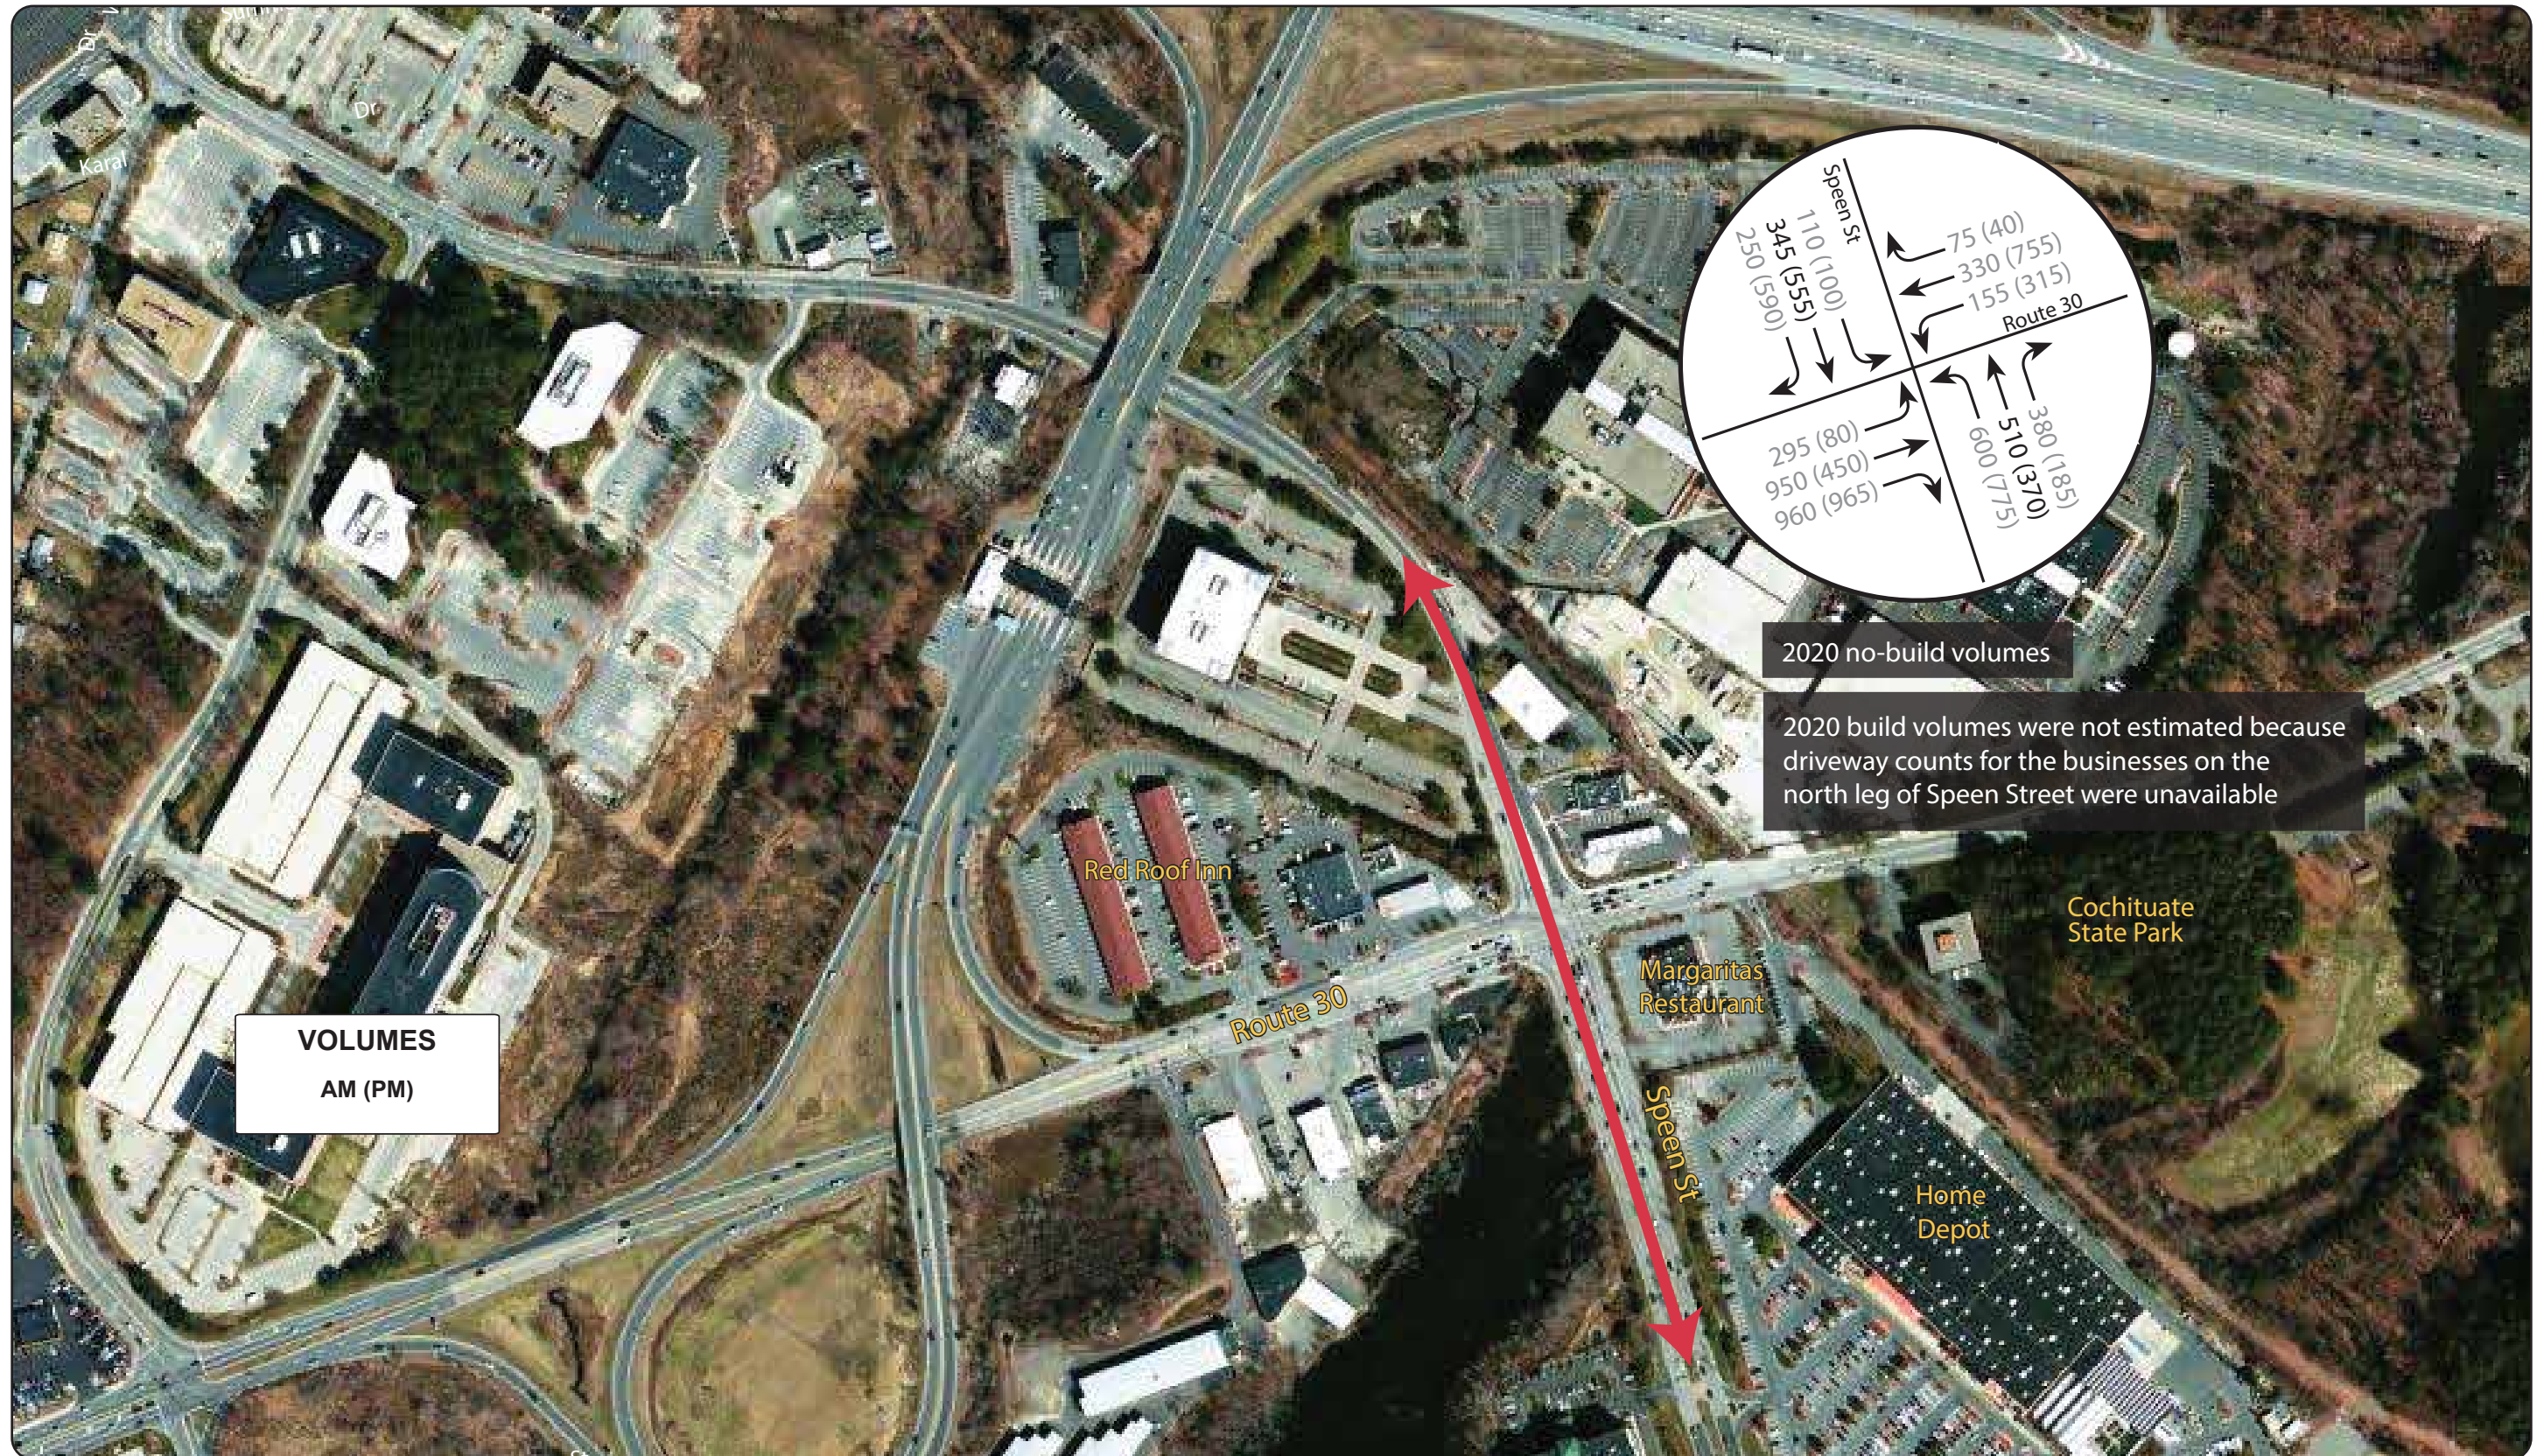 Dr
Dr
Karal
Speen St
110 (100)
345 (555)
250 (590)
75 (40)
330 (755)
155 (315)
Route 30
295 (80)
950 (450)
960 (965)
380 (185)
510 (370)
600 (775)
2020 no-build volumes
2020 build volumes were not estimated because
driveway counts for the businesses on the
north leg of Speen Street were unavailable
Red Roof Inn
Cochituate
State Park
Margaritas
Restaurant
Route 30
VOLUMES
AM (PM)
Speen St
Home
Depot